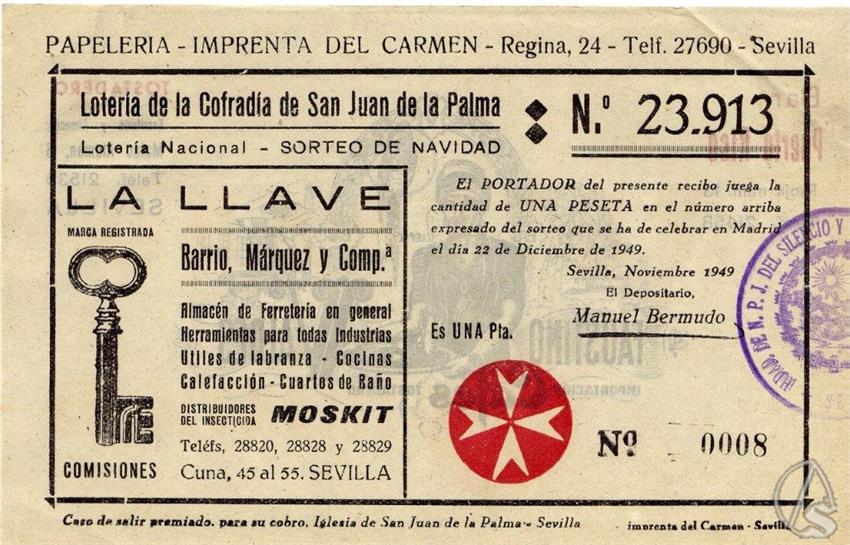 PAPELERIA - IMPRENTA DEL CARMEN - Regina, 24 - Telf. 27690 - Sevilla
Lotería de la Cofradía de San Juan de la Palma
Lotería Nacional - SORTEO DE NAVIDAD
N.º 23.913
LA LLAVE
MARCA REGISTRADA
Barrio, Márquez y Comp.ª
Almacén de Ferretería en general
Herramientas para todas Industrias
Utiles de labranza - Cocinas
Calefacción - Cuartos de Baño
DISTRIBUIDORES
DEL INSECTICIDA MOSKIT
Teléfs, 28820, 28828 y 28829
COMISIONES
Cuna, 45 al 55. SEVILLA
El PORTADOR del presente recibo juega la
cantidad de UNA PESETA en el número arriba
expresado del sorteo que se ha de celebrar en Madrid
el día 22 de Diciembre de 1949.
Sevilla, Noviembre 1949
El Depositario,
Manuel Bermudo
Es UNA Pta.
Nº 0008
DAD. DE N. P. J. DEL SILENCIO Y
Caso de salir premiado. para su cobro. Iglesia de San Juan de la Palma - Sevilla
imprenta del Carmen - Sevilla